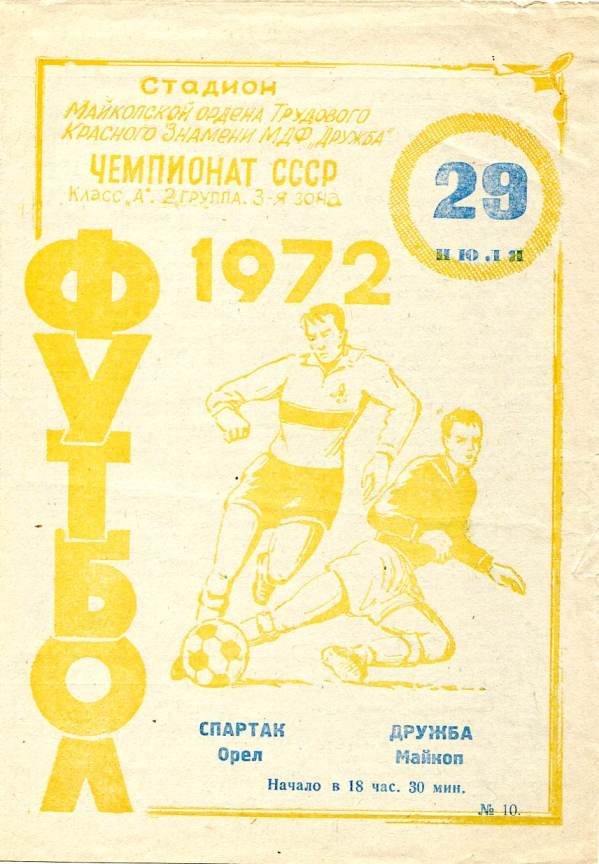 Стадион
Майкопской ордена Трудового
Красного Знамени МДФ „Дружба"
ЧЕМПИОНАТ СССР
Класс „А". 2 группа. 3-я зона
29
июля
1972
ФУТБОЛ
СПАРТАК
Орел
ДРУЖБА
Майкоп
Начало в 18 час. 30 мин.
№ 10.